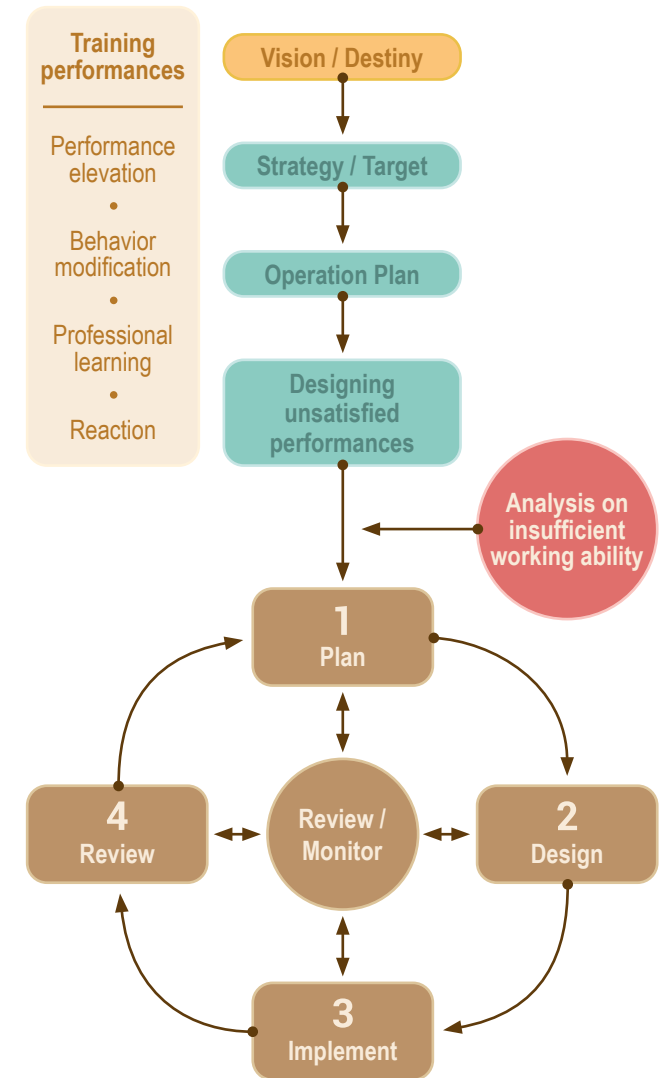 Training
performances
Performance
elevation
•
Behavior
modification
•
Professional
learning
•
Reaction
Vision / Destiny
Strategy / Target
Operation Plan
Designing
unsatisfied
performances
Analysis on
insufficient
working ability
1
Plan
2
Design
3
Implement
4
Review
Review /
Monitor